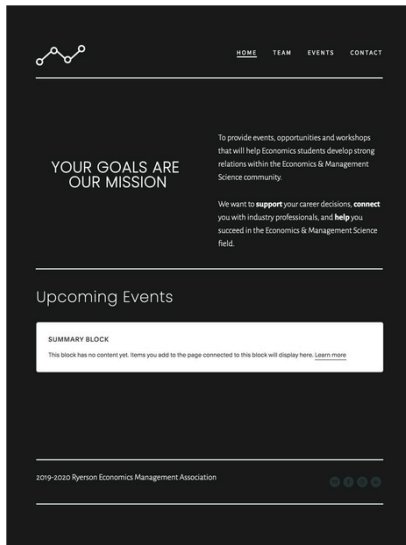 HOME TEAM EVENTS CONTACT
YOUR GOALS ARE
OUR MISSION
To provide events, opportunities and workshops
that will help Economics students develop strong
relations within the Economics & Management
Science community.
We want to support your career decisions, connect
you with industry professionals, and help you
succeed in the Economics & Management Science
field.
Upcoming Events
SUMMARY BLOCK
This block has no content yet. Items you add to the page connected to this block will display here. Learn more
2019-2020 Ryerson Economics Management Association